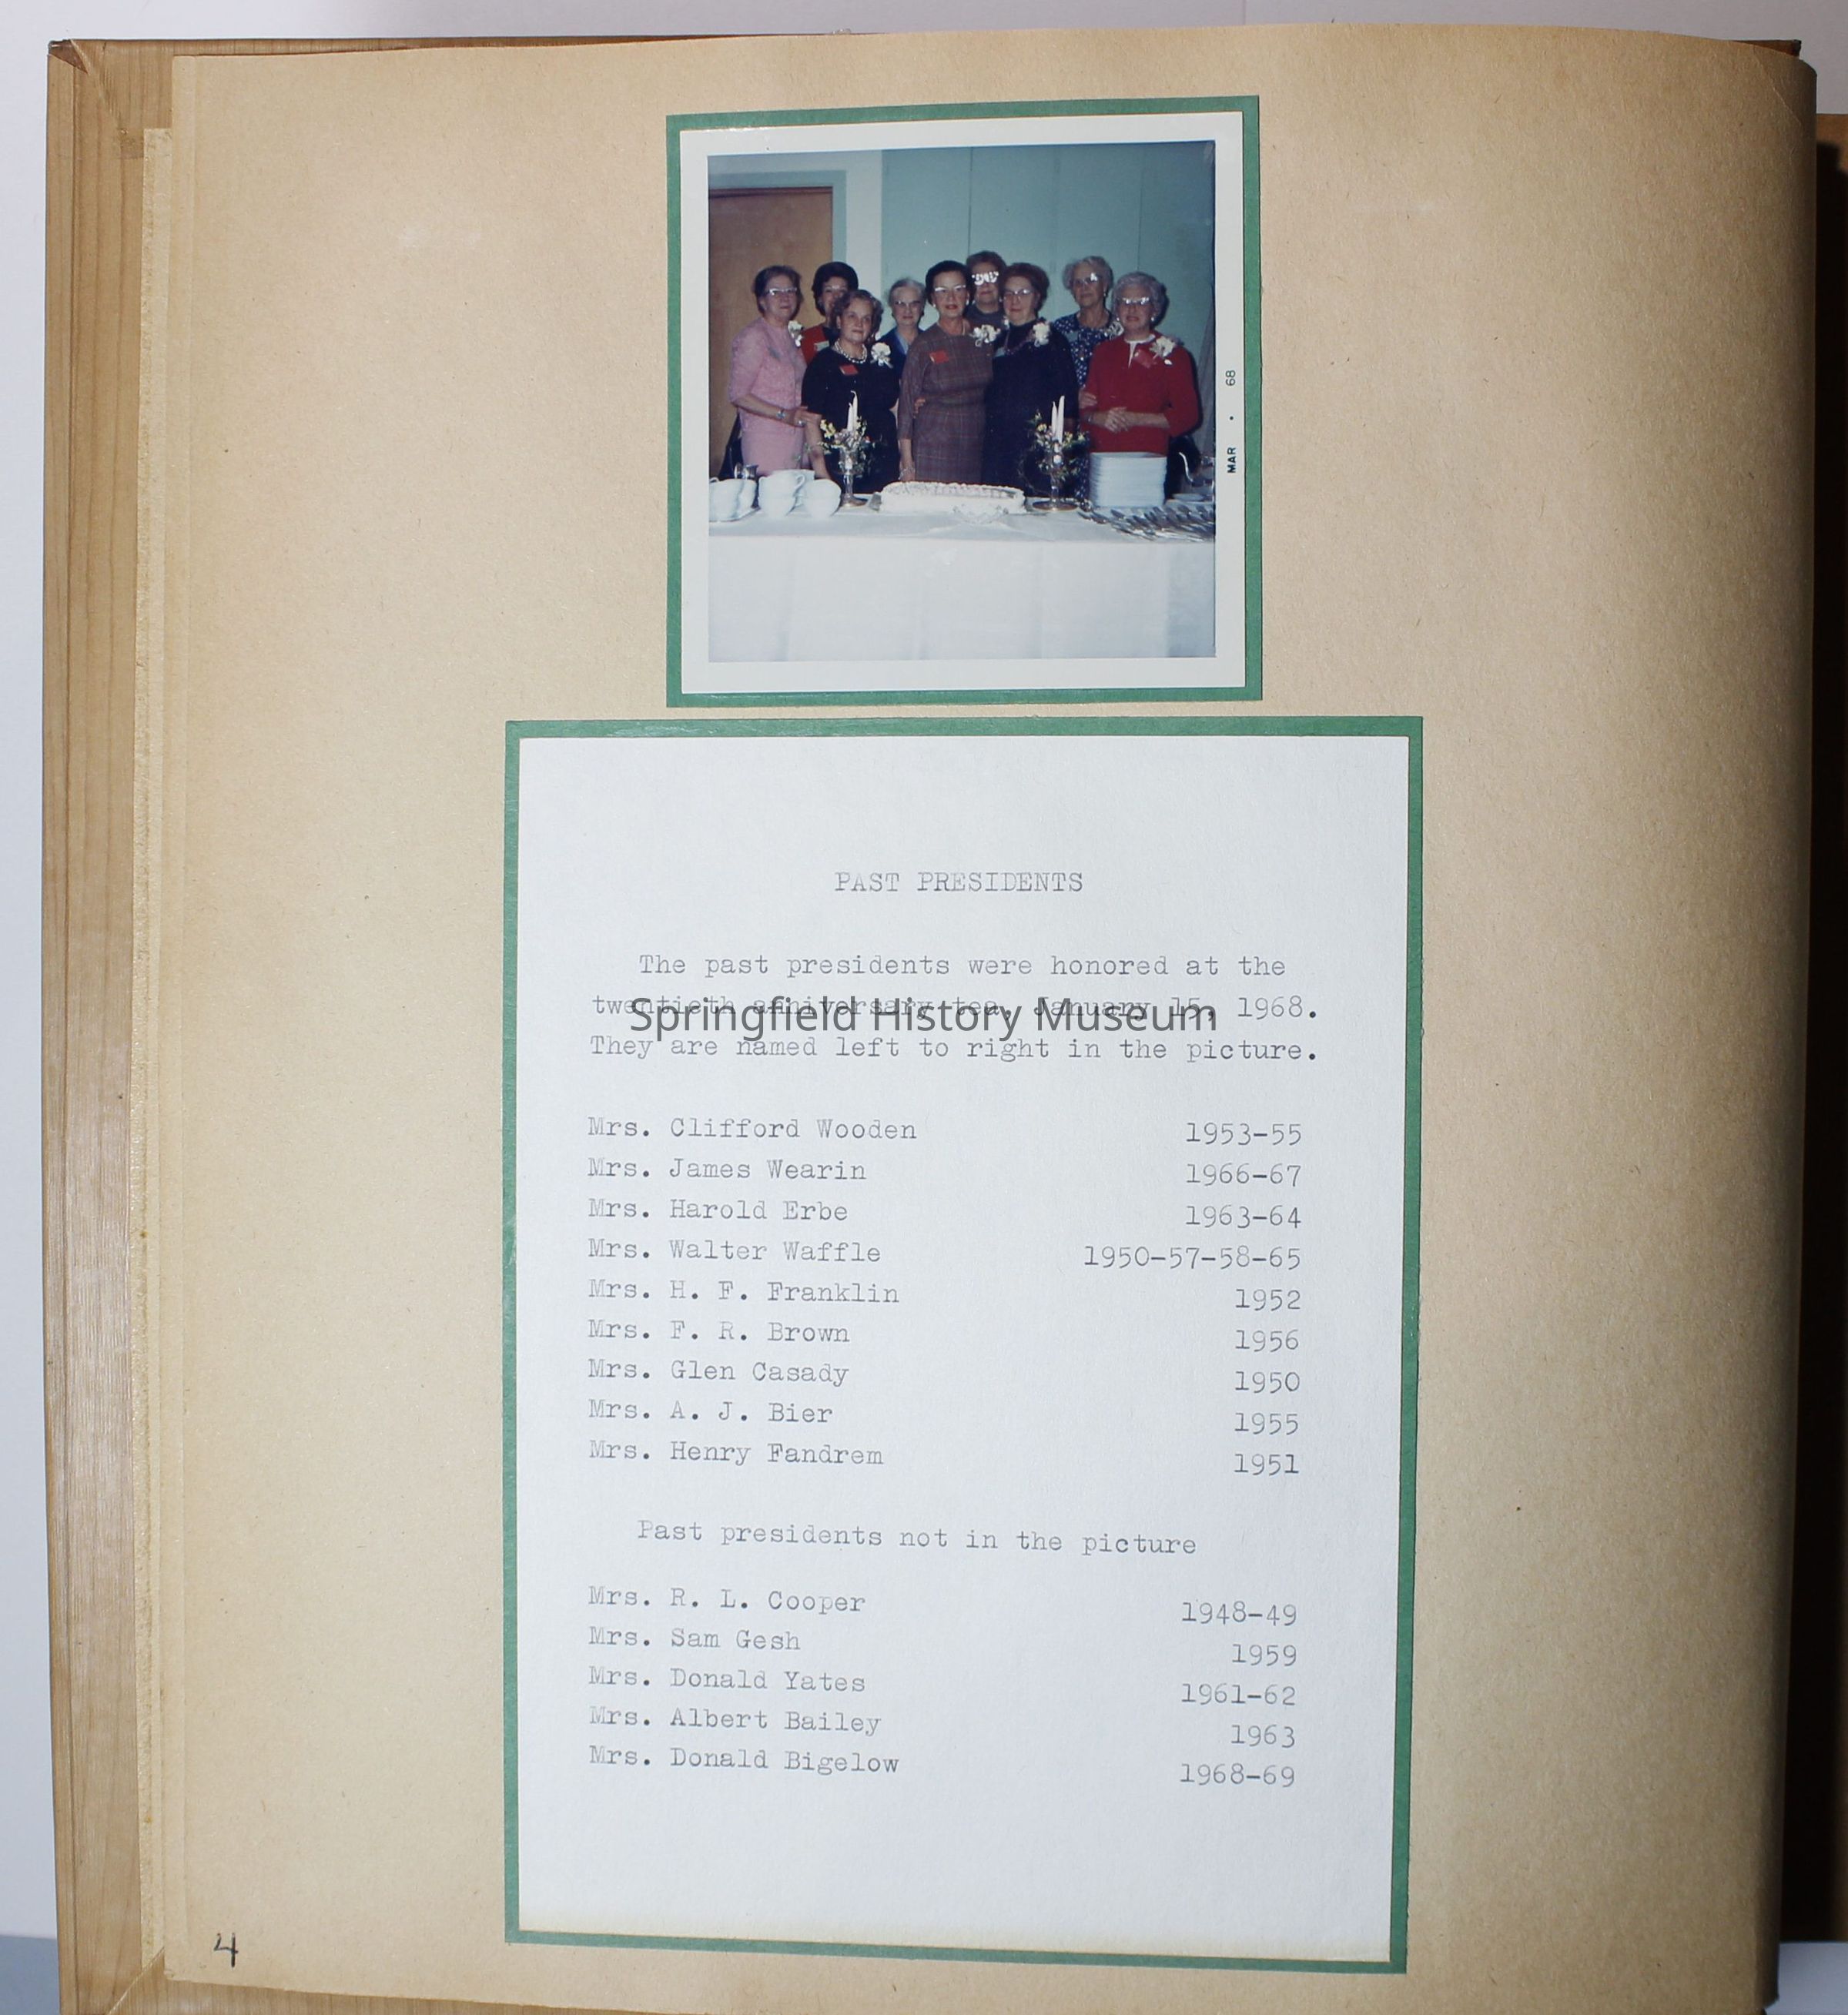 MAR • 68
PAST PRESIDENTS
The past presidents were honored at the
twentieth anniversary tea, January 15, 1968.
Springfield History Museum
They are named left to right in the picture.
Mrs. Clifford Wooden 1953-55
Mrs. James Wearin 1966-67
Mrs. Harold Erbe 1963-64
Mrs. Walter Waffle 1950-57-58-65
Mrs. H. F. Franklin 1952
Mrs. F. R. Brown 1956
Mrs. Glen Casady 1950
Mrs. A. J. Bier 1955
Mrs. Henry Fandrem 1951
Past presidents not in the picture
Mrs. R. L. Cooper 1948-49
Mrs. Sam Gesh 1959
Mrs. Donald Yates 1961-62
Mrs. Albert Bailey 1963
Mrs. Donald Bigelow 1968-69
4